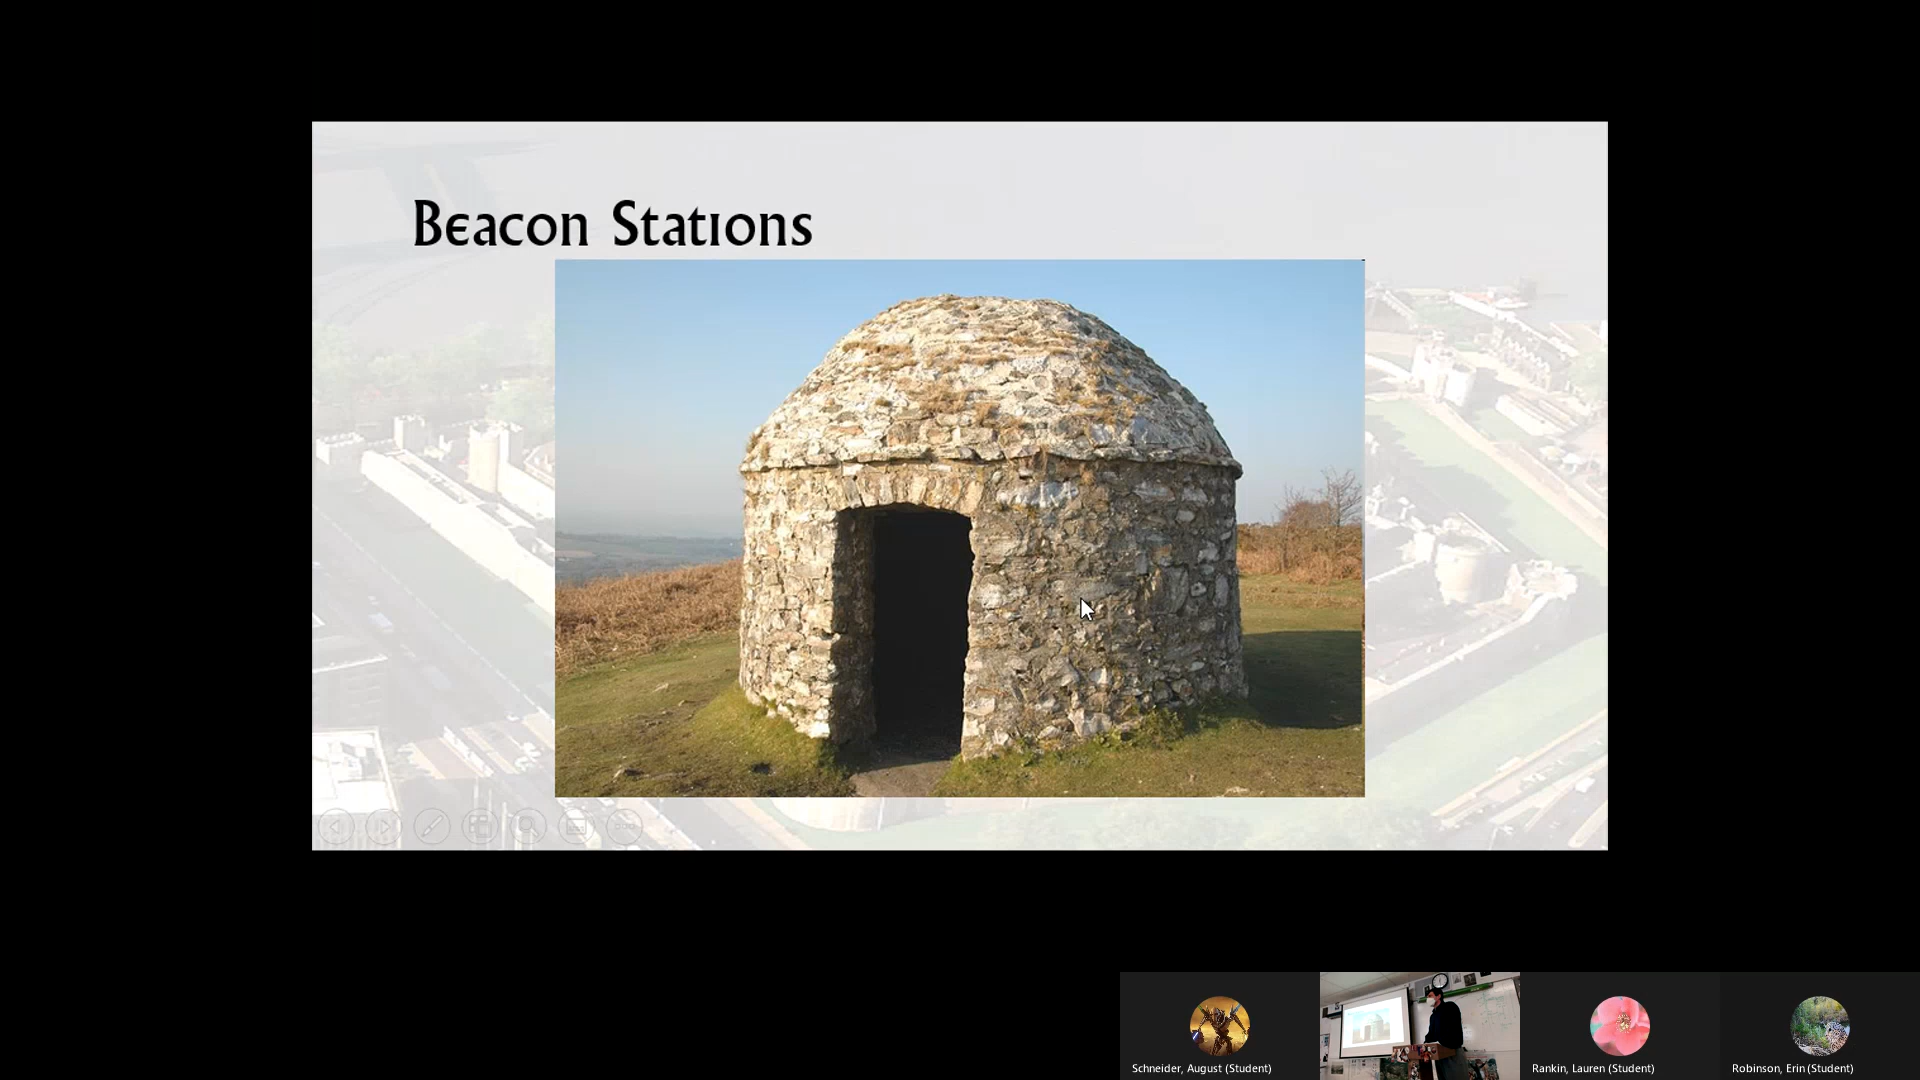 Beacon Stations
Schneider, August (Student)
Rankin, Lauren (Student)
Robinson, Erin (Student)